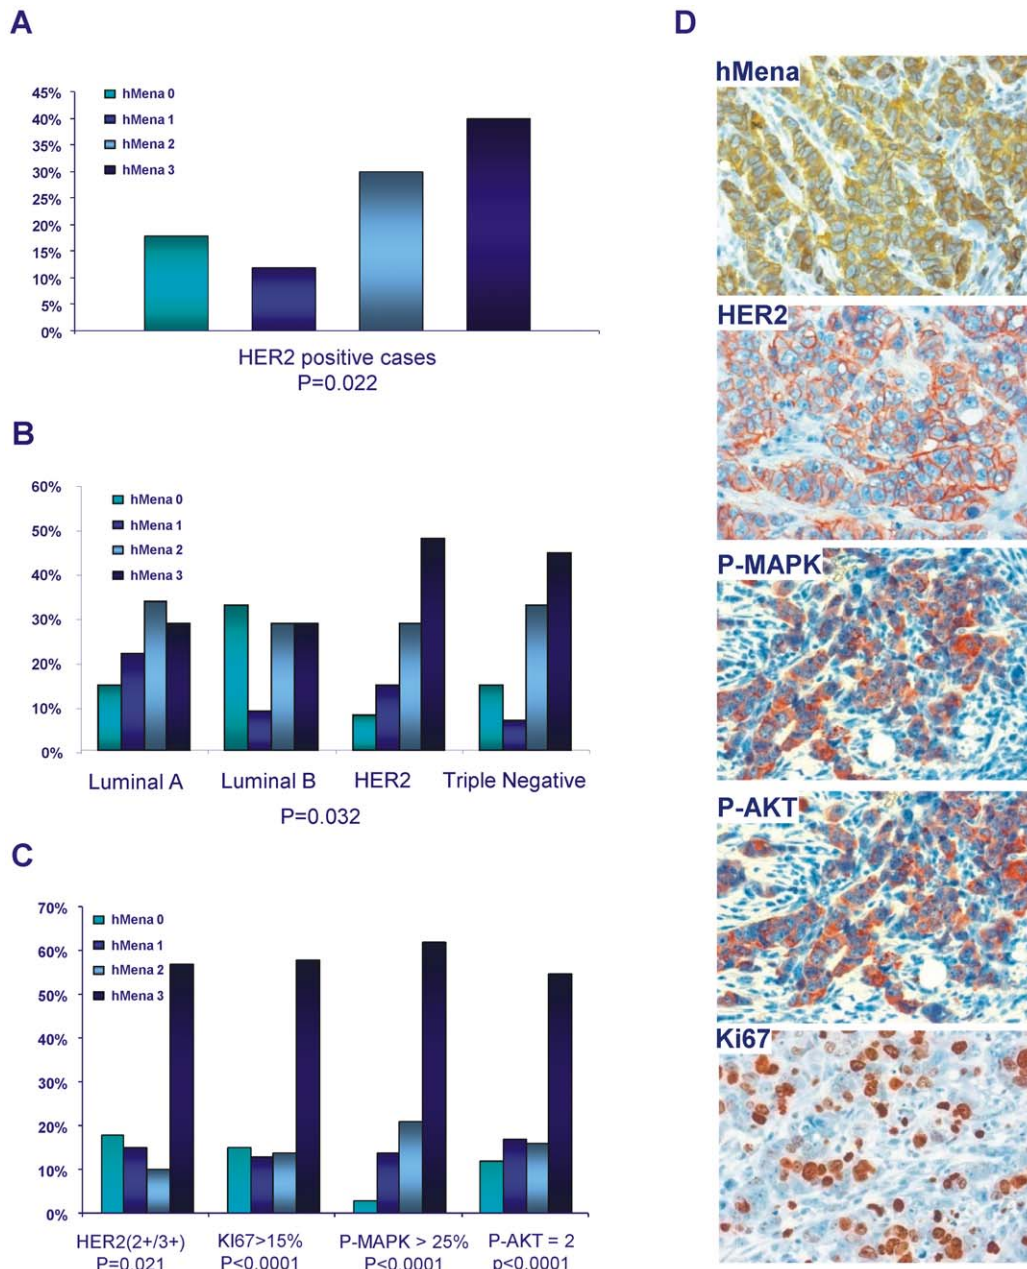 A
45%
40%
35%
30%
25%
20%
15%
10%
5%
0%
hMena 0
hMena 1
hMena 2
hMena 3
HER2 positive cases
P=0.022
B
60%
50%
40%
30%
20%
10%
0%
hMena 0
hMena 1
hMena 2
hMena 3
Luminal A Luminal B HER2 Triple Negative
P=0.032
C
70%
60%
50%
40%
30%
20%
10%
0%
hMena 0
hMena 1
hMena 2
hMena 3
HER2(2+/3+) KI67>15% P-MAPK > 25% P-AKT = 2
P=0.021 P<0.0001 P<0.0001 p<0.0001
D
hMena
HER2
P-MAPK
P-AKT
Ki67